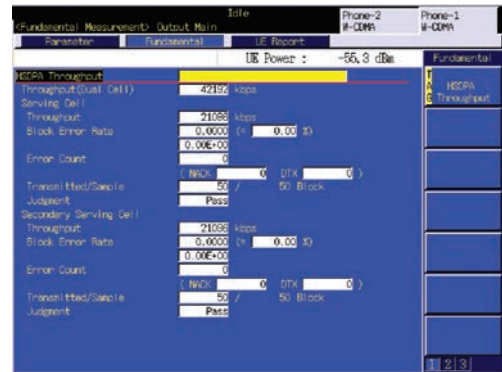 Idle
Phone-2 Phone-1
<Fundamental Measurement> Output Main W-CDMA W-CDMA
Parameter Fundamental UE Report
UE Power : -55.3 dBm Fundamental
HSDPA Throughput
TAG HSDPA Throughput
Throughput(Dual Cell) 42192 kbps
Serving Cell
Throughput 21096 kbps
Block Error Rate 0.0000 (= 0.00 %)
0.00E+00
Error Count 0
( NACK 0 DTX 0 )
Transmitted/Sample 50 / 50 Block
Judgment Pass
Secondary Serving Cell
Throughput 21096 kbps
Block Error Rate 0.0000 (= 0.00 %)
0.00E+00
Error Count 0
( NACK 0 DTX 0 )
Transmitted/Sample 50 / 50 Block
Judgment Pass
1 2 3